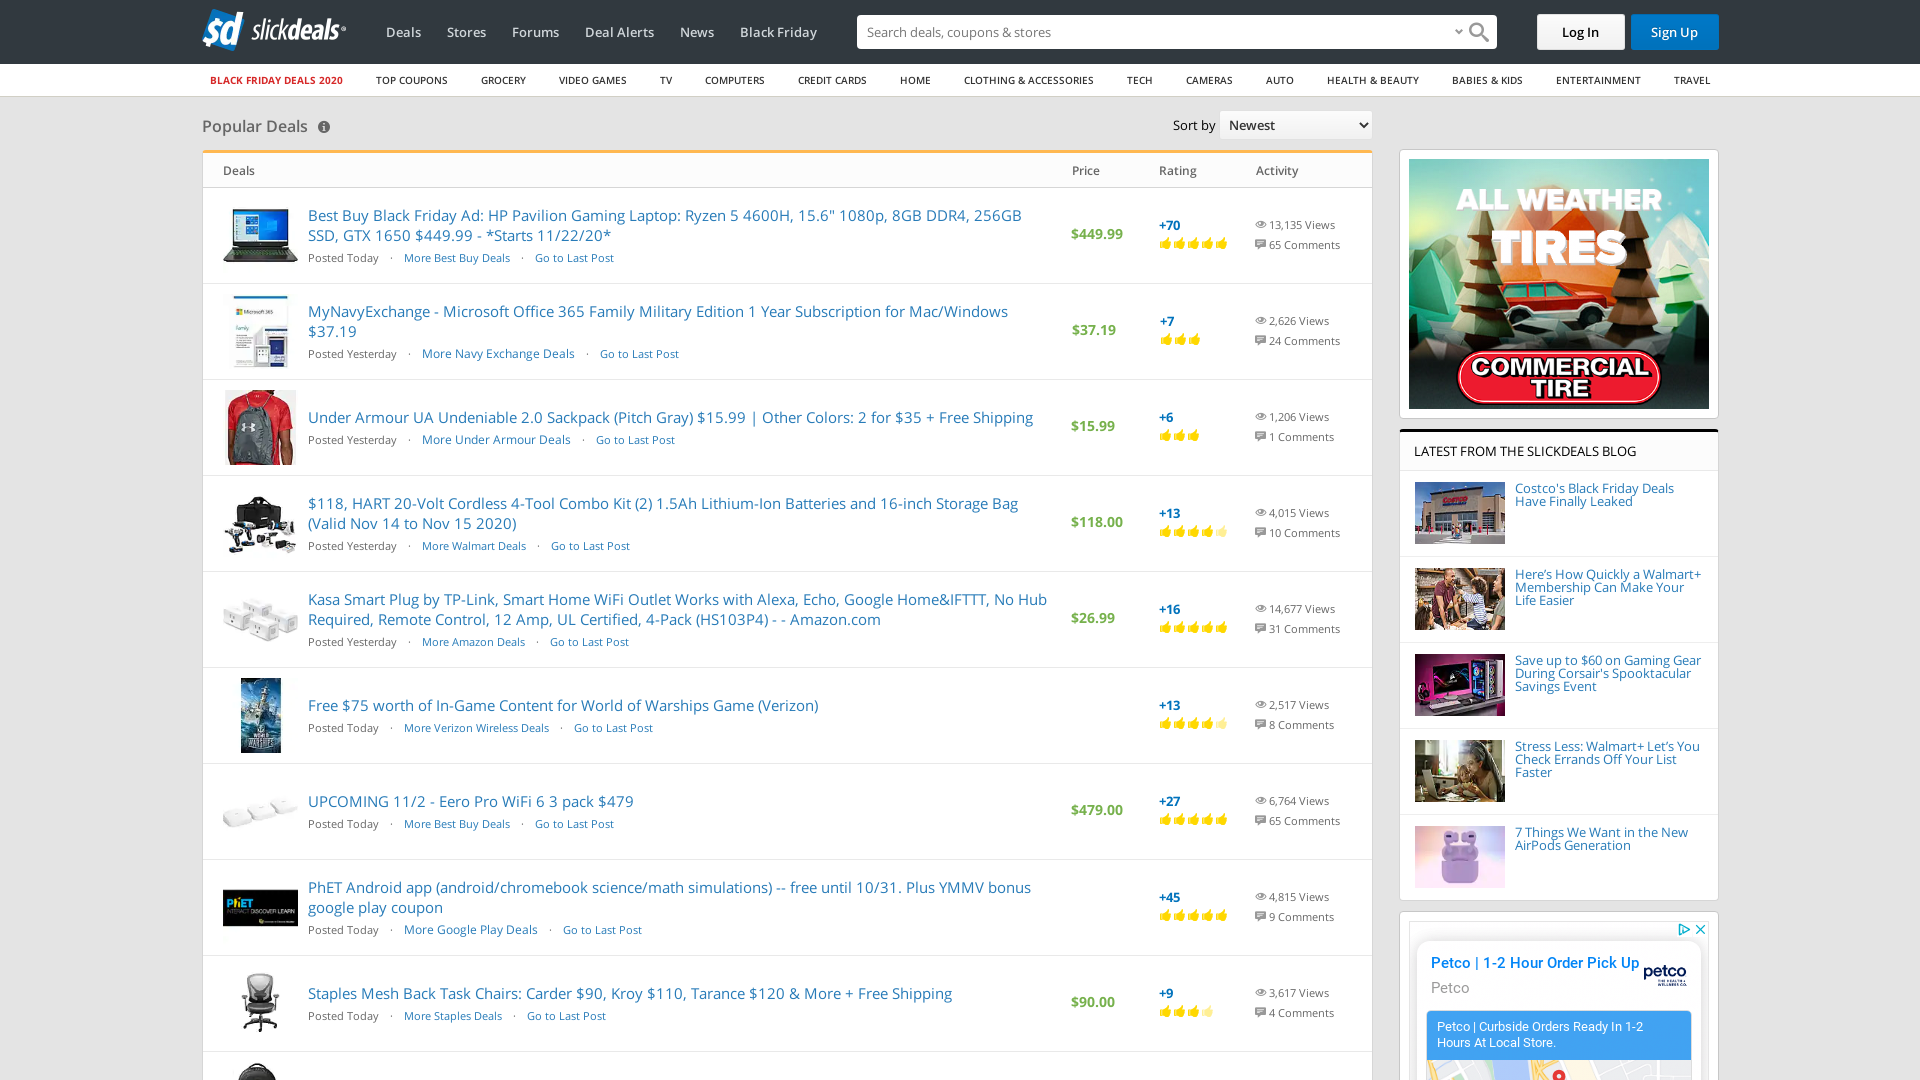 slickdeals
Deals
Stores
Forums
Deal Alerts
News
Black Friday
Search deals, coupons & stores
Log In
Sign Up
BLACK FRIDAY DEALS 2020
TOP COUPONS
GROCERY
VIDEO GAMES
TV
COMPUTERS
CREDIT CARDS
HOME
CLOTHING & ACCESSORIES
TECH
CAMERAS
AUTO
HEALTH & BEAUTY
BABIES & KIDS
ENTERTAINMENT
TRAVEL
Popular Deals
Sort by Newest
Deals Price Rating Activity
Best Buy Black Friday Ad: HP Pavilion Gaming Laptop: Ryzen 5 4600H, 15.6" 1080p, 8GB DDR4, 256GB
SSD, GTX 1650 $449.99 - *Starts 11/22/20*
Posted Today · More Best Buy Deals · Go to Last Post
$449.99
+70
13,135 Views
65 Comments
MyNavyExchange - Microsoft Office 365 Family Military Edition 1 Year Subscription for Mac/Windows
$37.19
Posted Yesterday · More Navy Exchange Deals · Go to Last Post
$37.19
+7
2,626 Views
24 Comments
Under Armour UA Undeniable 2.0 Sackpack (Pitch Gray) $15.99 | Other Colors: 2 for $35 + Free Shipping
Posted Yesterday · More Under Armour Deals · Go to Last Post
$15.99
+6
1,206 Views
1 Comments
$118, HART 20-Volt Cordless 4-Tool Combo Kit (2) 1.5Ah Lithium-Ion Batteries and 16-inch Storage Bag
(Valid Nov 14 to Nov 15 2020)
Posted Yesterday · More Walmart Deals · Go to Last Post
$118.00
+13
4,015 Views
10 Comments
Kasa Smart Plug by TP-Link, Smart Home WiFi Outlet Works with Alexa, Echo, Google Home&IFTTT, No Hub
Required, Remote Control, 12 Amp, UL Certified, 4-Pack (HS103P4) - - Amazon.com
Posted Yesterday · More Amazon Deals · Go to Last Post
$26.99
+16
14,677 Views
31 Comments
Free $75 worth of In-Game Content for World of Warships Game (Verizon)
Posted Today · More Verizon Wireless Deals · Go to Last Post
+13
2,517 Views
8 Comments
UPCOMING 11/2 - Eero Pro WiFi 6 3 pack $479
Posted Today · More Best Buy Deals · Go to Last Post
$479.00
+27
6,764 Views
65 Comments
PhET Android app (android/chromebook science/math simulations) -- free until 10/31. Plus YMMV bonus
google play coupon
Posted Today · More Google Play Deals · Go to Last Post
+45
4,815 Views
9 Comments
Staples Mesh Back Task Chairs: Carder $90, Kroy $110, Tarance $120 & More + Free Shipping
Posted Today · More Staples Deals · Go to Last Post
$90.00
+9
3,617 Views
4 Comments
ALL WEATHER
TIRES
COMMERCIAL
TIRE
LATEST FROM THE SLICKDEALS BLOG
Costco's Black Friday Deals
Have Finally Leaked
Here’s How Quickly a Walmart+
Membership Can Make Your
Life Easier
Save up to $60 on Gaming Gear
During Corsair's Spooktacular
Savings Event
Stress Less: Walmart+ Let’s You
Check Errands Off Your List
Faster
7 Things We Want in the New
AirPods Generation
Petco | 1-2 Hour Order Pick Up
Petco
petco
Petco | Curbside Orders Ready In 1-2
Hours At Local Store.